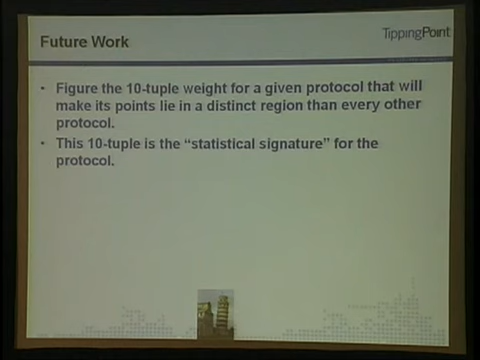 Future Work
TippingPoint
• Figure the 10-tuple weight for a given protocol that will
make its points lie in a distinct region than every other
protocol.
• This 10-tuple is the “statistical signature” for the
protocol.